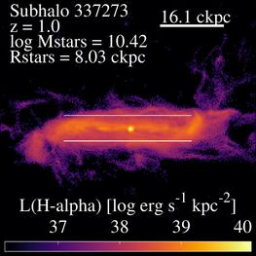 Subhalo 337273
z = 1.0
log Mstars = 10.42
Rstars = 8.03 ckpc
16.1 ckpc
L(H-alpha) [log erg s⁻¹ kpc⁻²]
37 38 39 40